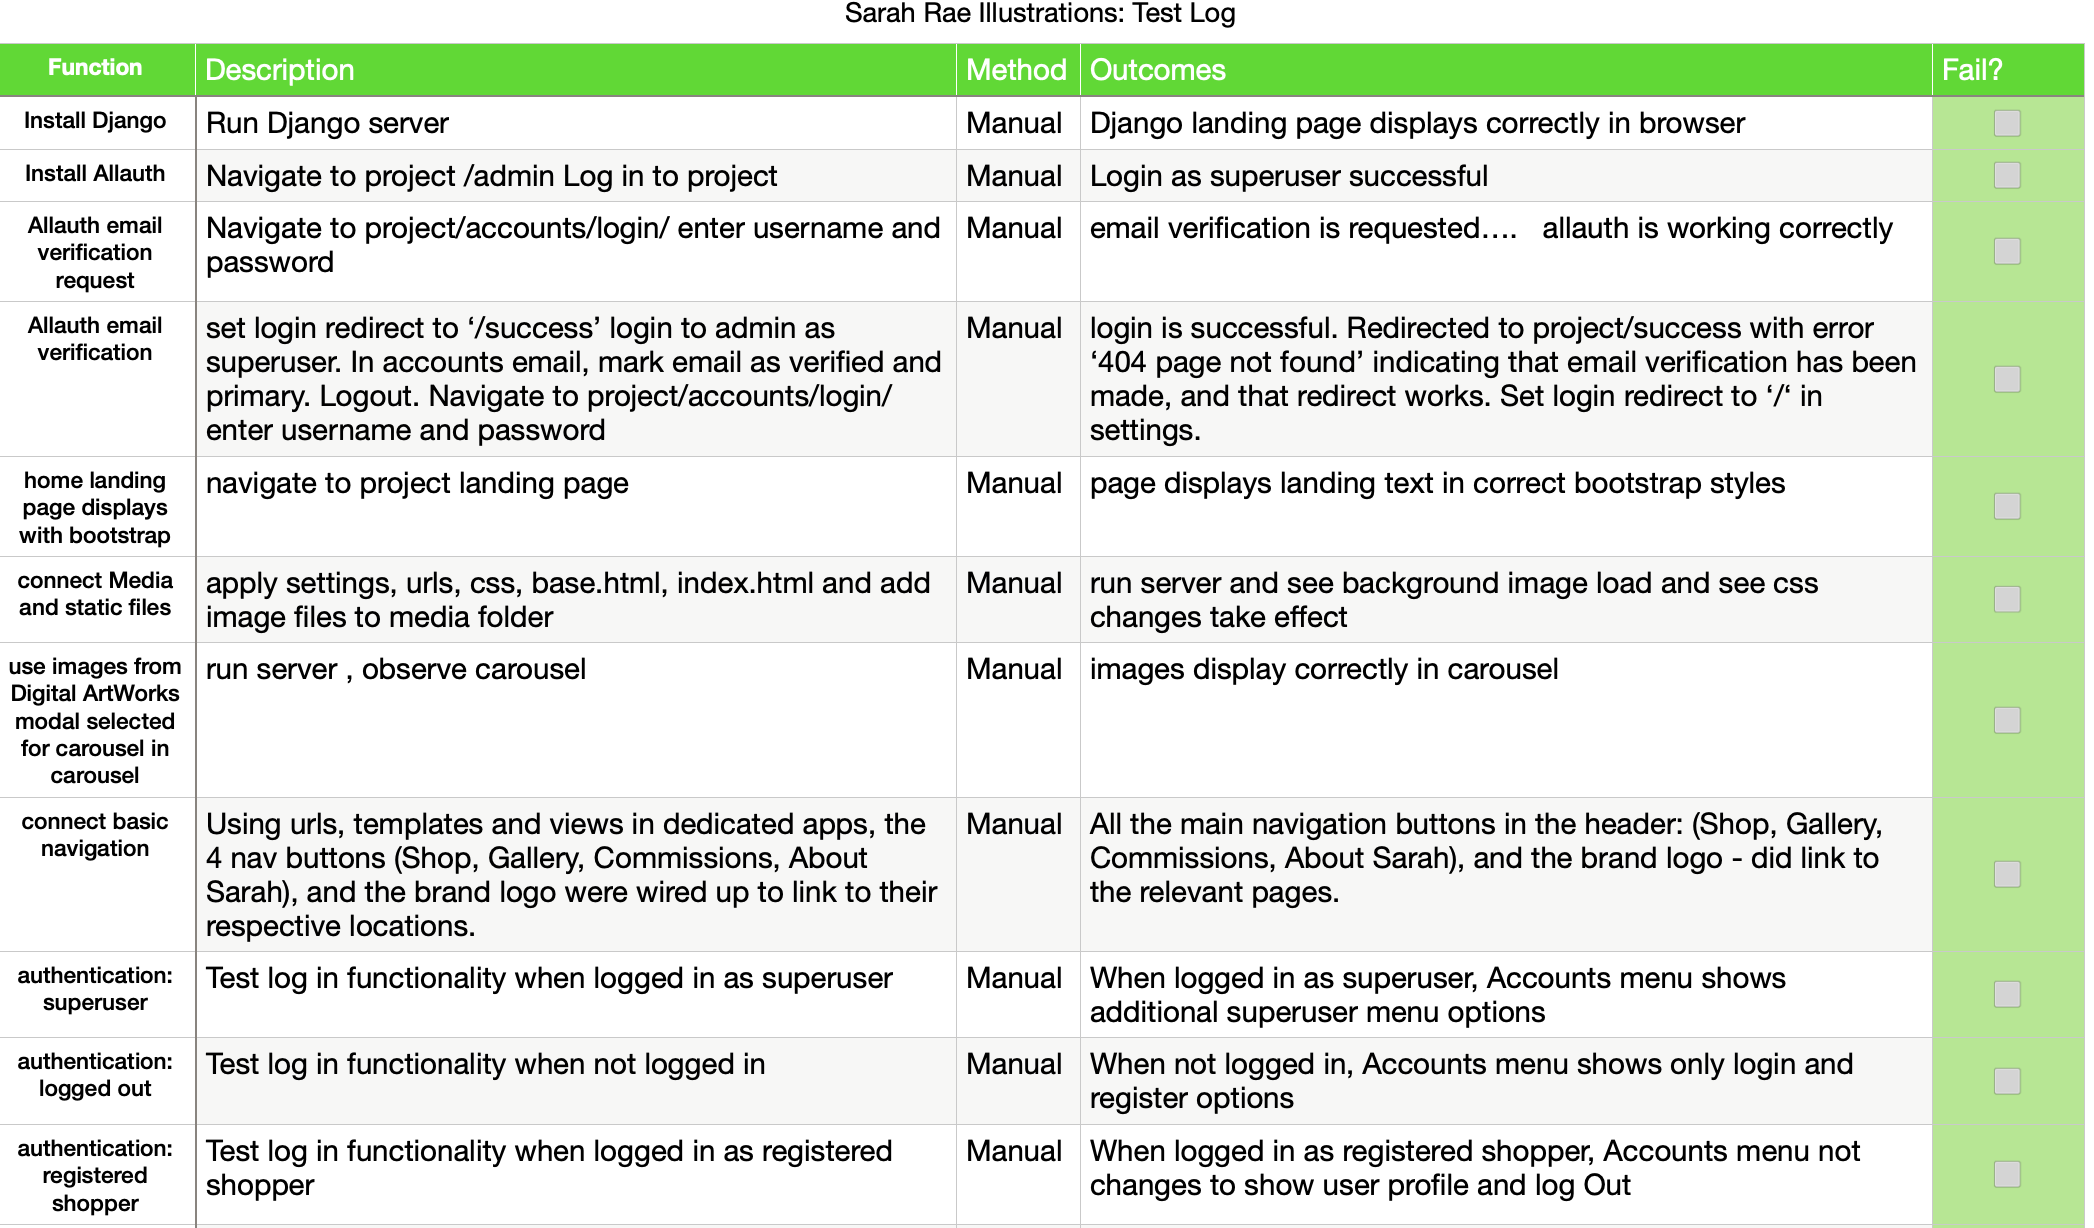 Sarah Rae Illustrations: Test Log
Function Description Method Outcomes Fail?
Install Django Run Django server Manual Django landing page displays correctly in browser
Install Allauth Navigate to project /admin Log in to project Manual Login as superuser successful
Allauth email
verification
request
Navigate to project/accounts/login/ enter username and
password
Manual
email verification is requested…. allauth is working correctly
Allauth email
verification
set login redirect to ‘/success’ login to admin as
superuser. In accounts email, mark email as verified and
primary. Logout. Navigate to project/accounts/login/
enter username and password
Manual
login is successful. Redirected to project/success with error
‘404 page not found’ indicating that email verification has been
made, and that redirect works. Set login redirect to ‘/‘ in
settings.
home landing
page displays
with bootstrap
navigate to project landing page
Manual
page displays landing text in correct bootstrap styles
connect Media
and static files
apply settings, urls, css, base.html, index.html and add
image files to media folder
Manual
run server and see background image load and see css
changes take effect
use images from
Digital ArtWorks
modal selected
for carousel in
carousel
run server , observe carousel
Manual
images display correctly in carousel
connect basic
navigation
Using urls, templates and views in dedicated apps, the
4 nav buttons (Shop, Gallery, Commissions, About
Sarah), and the brand logo were wired up to link to their
respective locations.
Manual
All the main navigation buttons in the header: (Shop, Gallery,
Commissions, About Sarah), and the brand logo - did link to
the relevant pages.
authentication:
superuser
Test log in functionality when logged in as superuser
Manual
When logged in as superuser, Accounts menu shows
additional superuser menu options
authentication:
logged out
Test log in functionality when not logged in
Manual
When not logged in, Accounts menu shows only login and
register options
authentication:
registered
shopper
Test log in functionality when logged in as registered
shopper
Manual
When logged in as registered shopper, Accounts menu not
changes to show user profile and log Out